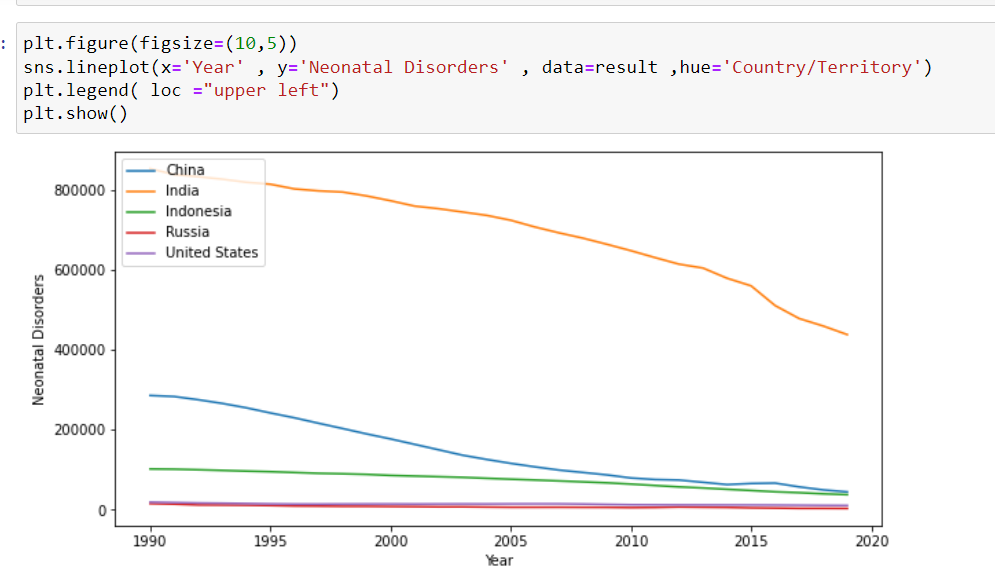 :
plt.figure(figsize=(10,5))
sns.lineplot(x='Year' , y='Neonatal Disorders' , data=result ,hue='Country/Territory')
plt.legend( loc ="upper left")
plt.show()
China
India
Indonesia
Russia
United States
800000
600000
400000
200000
0
Neonatal Disorders
1990 1995 2000 2005 2010 2015 2020
Year